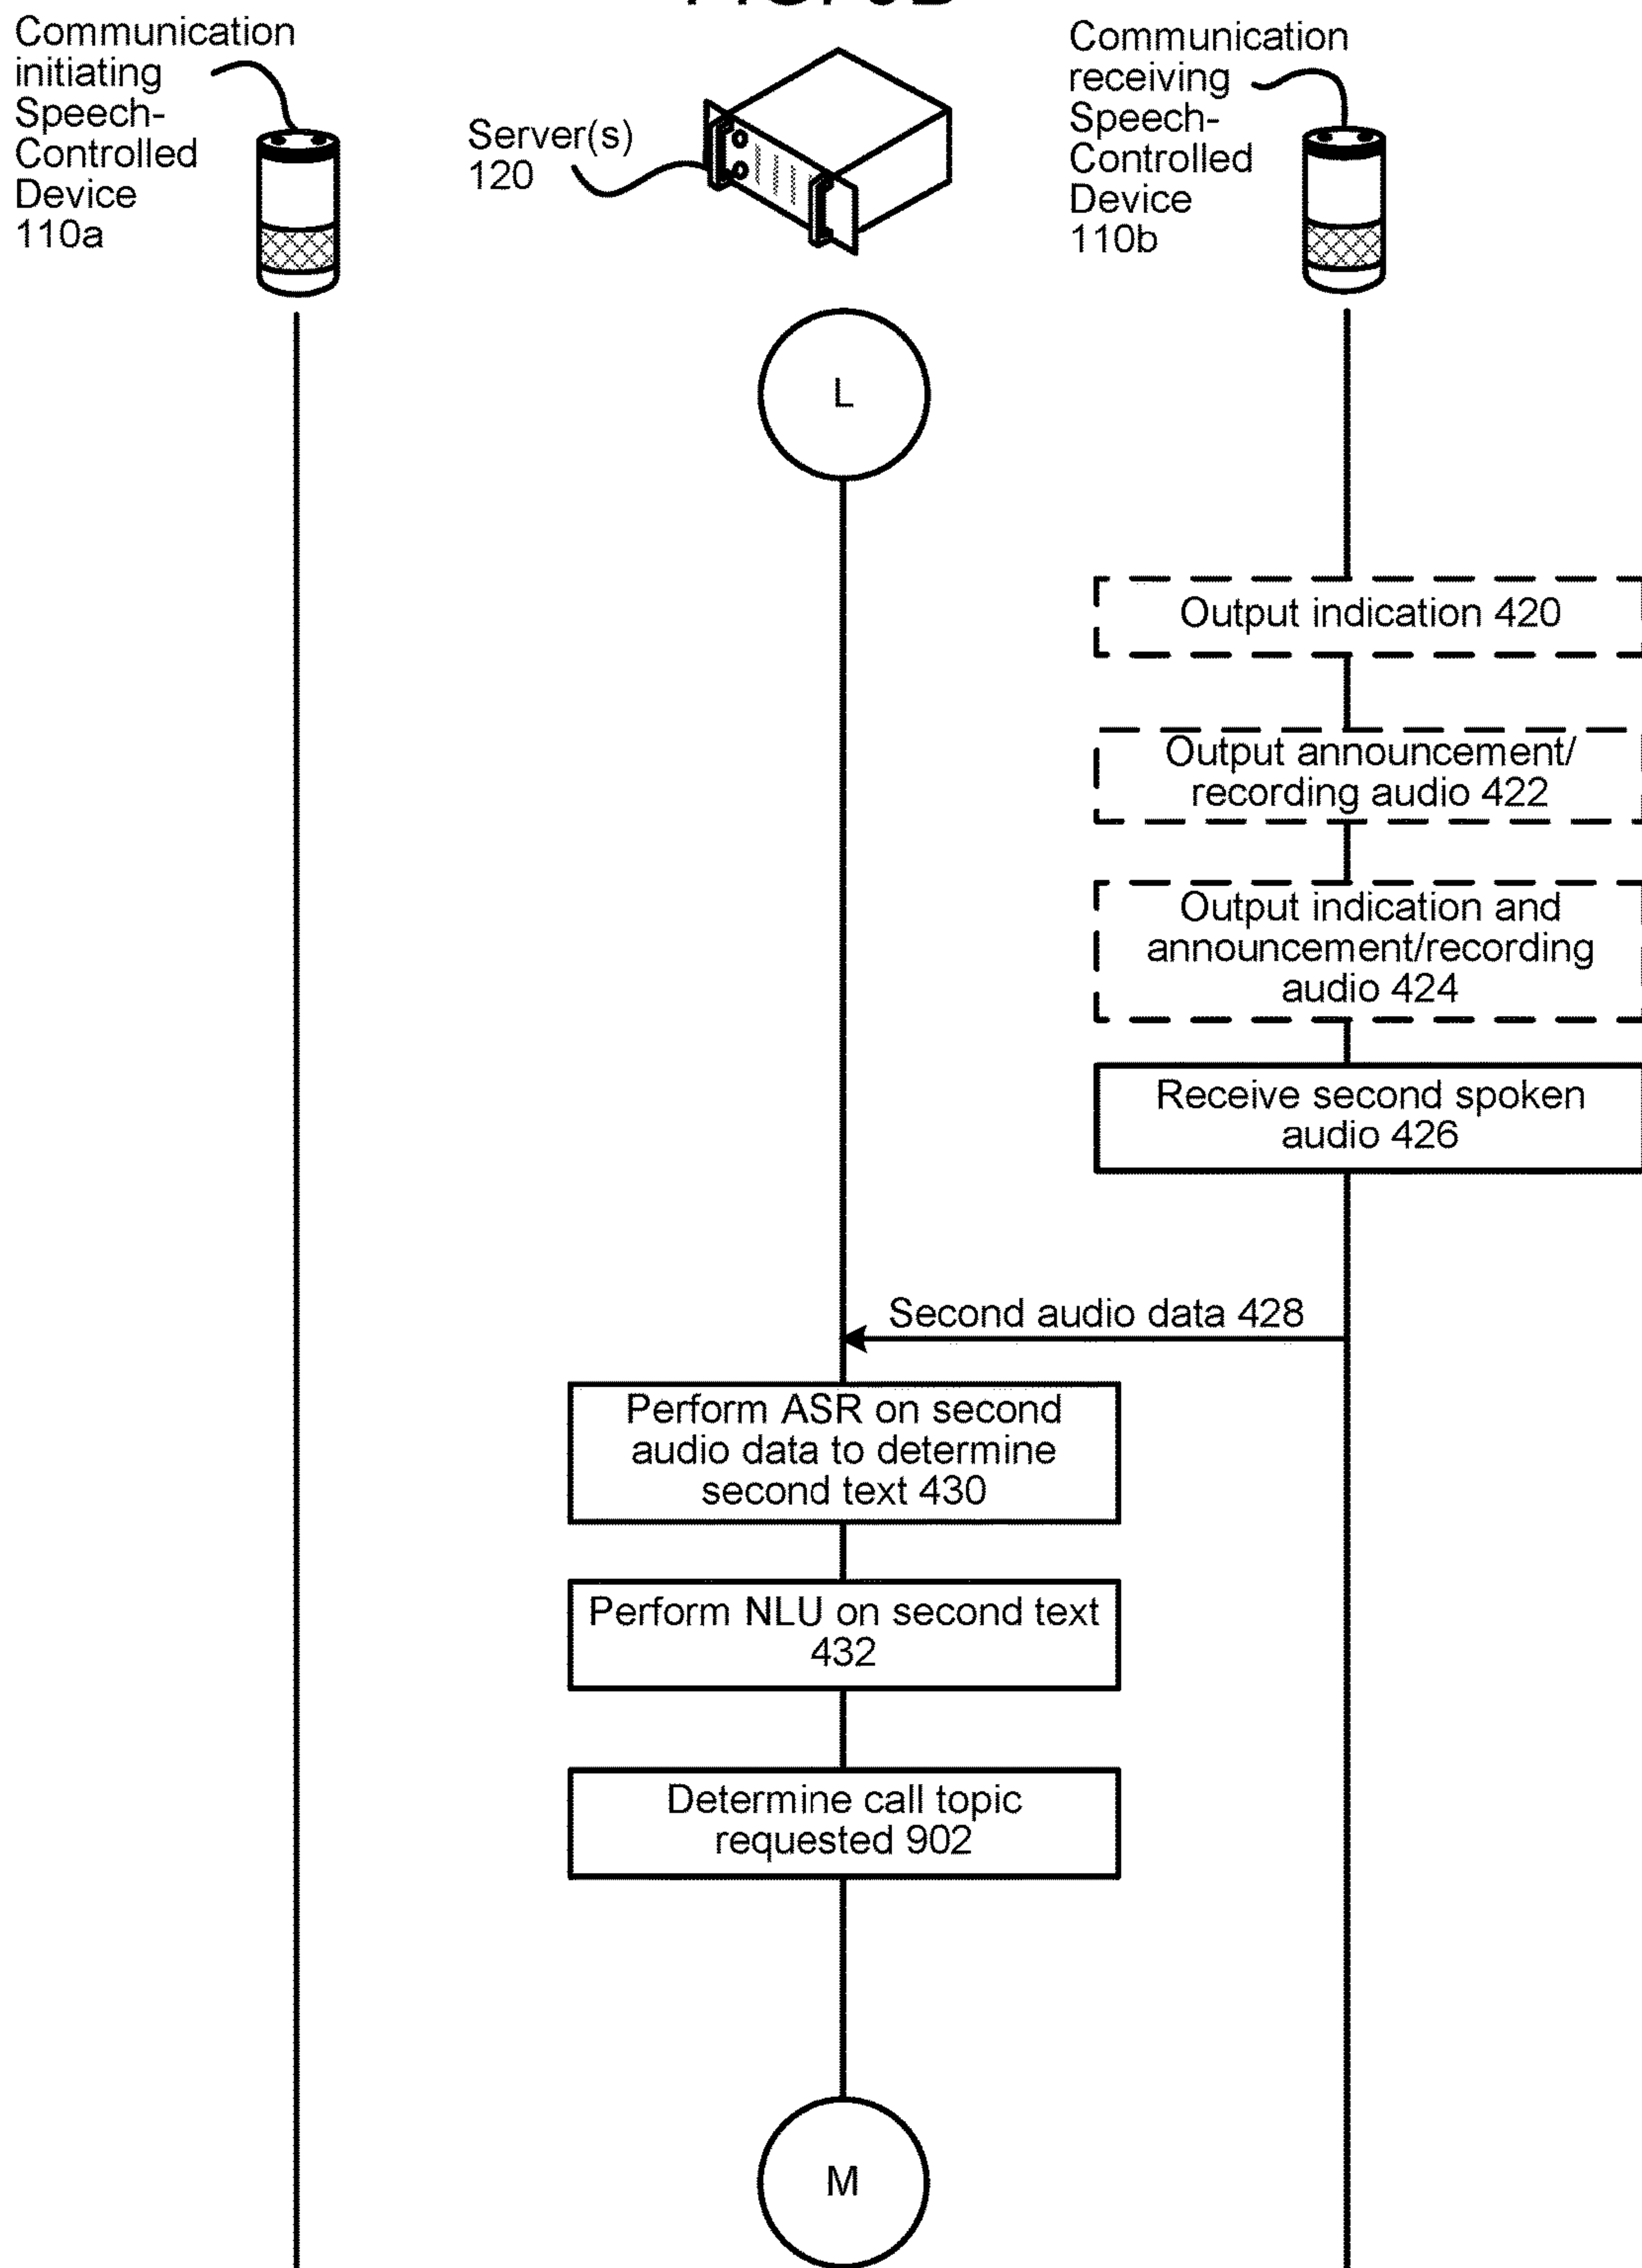 Communication
initiating
Speech-
Controlled
Device
110a
Server(s)
120
Communication
receiving
Speech-
Controlled
Device
110b
L
Output indication 420
Output announcement/
recording audio 422
Output indication and
announcement/recording
audio 424
Receive second spoken
audio 426
Second audio data 428
Perform ASR on second
audio data to determine
second text 430
Perform NLU on second text
432
Determine call topic
requested 902
M